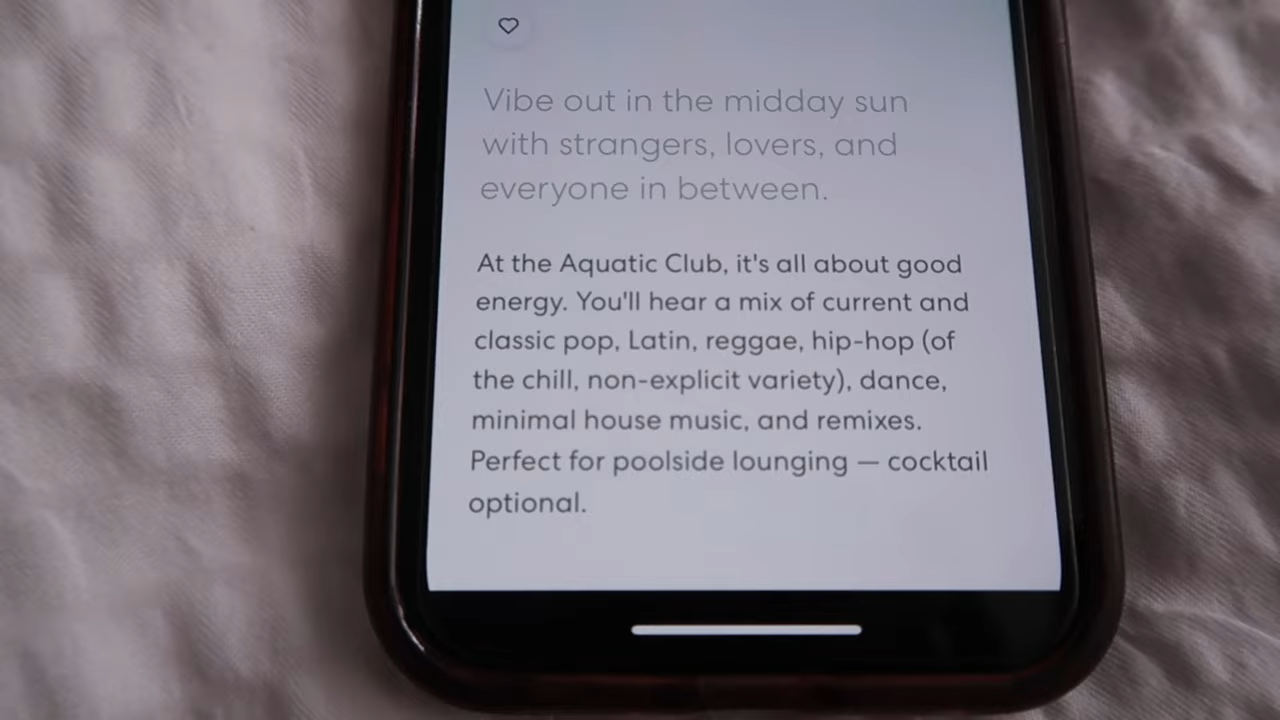 Vibe out in the midday sun
with strangers, lovers, and
everyone in between.
At the Aquatic Club, it's all about good
energy. You'll hear a mix of current and
classic pop, Latin, reggae, hip-hop (of
the chill, non-explicit variety), dance,
minimal house music, and remixes.
Perfect for poolside lounging — cocktail
optional.